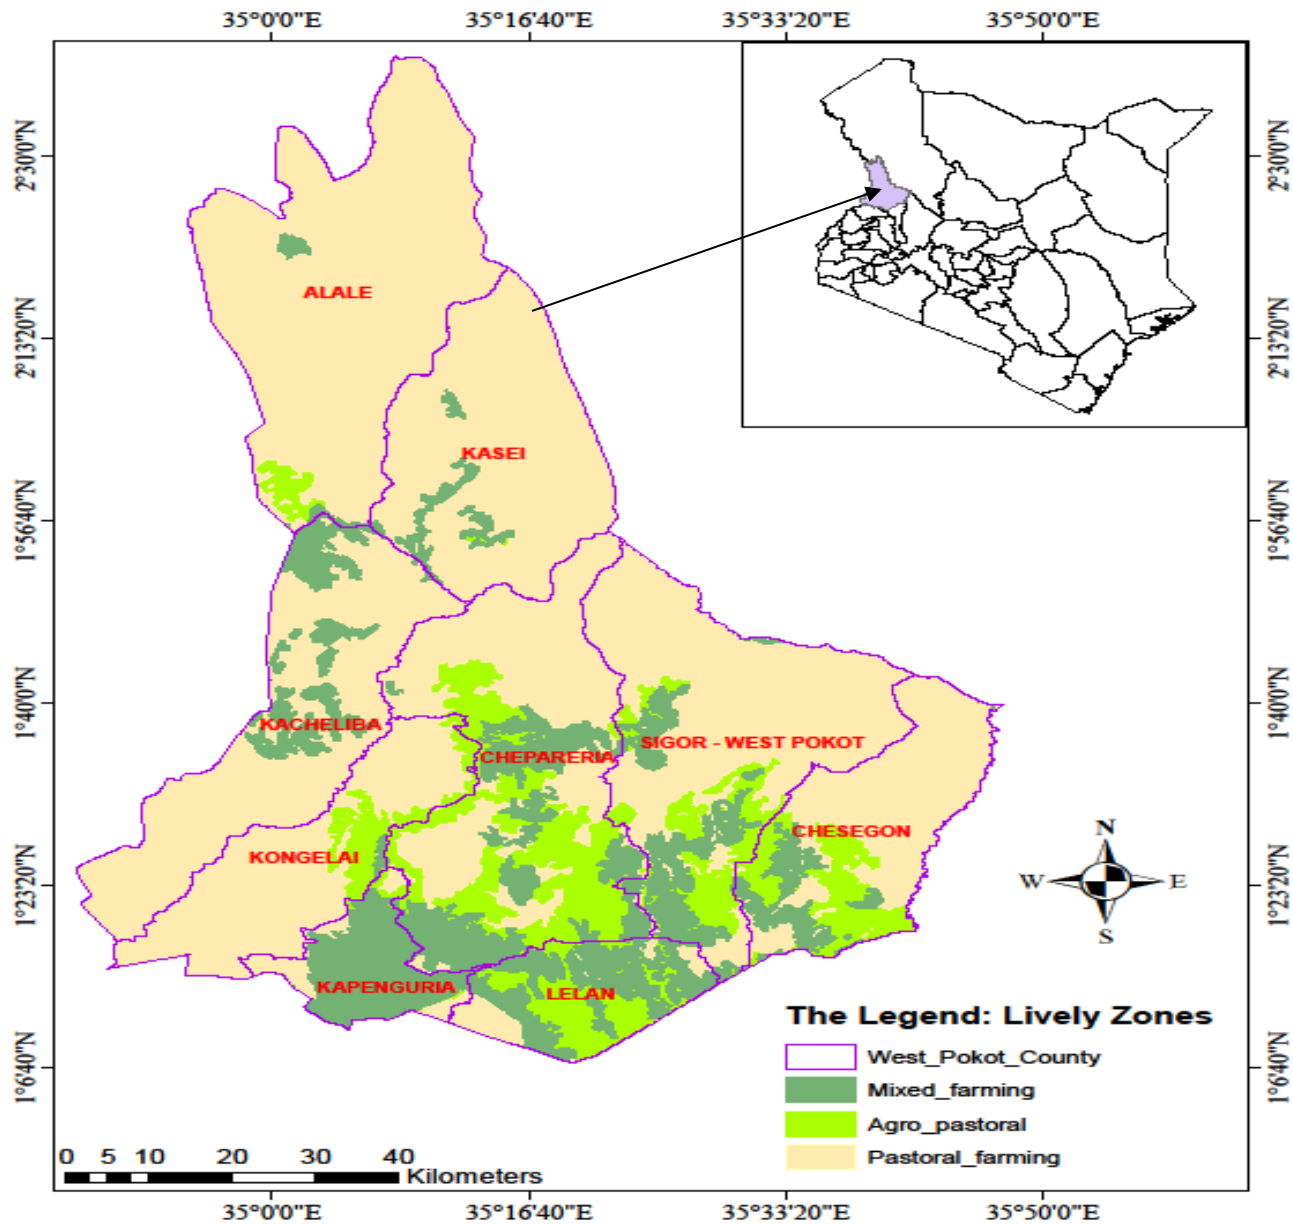 35°0'0"E 35°16'40"E 35°33'20"E 35°50'0"E
2°30'0"N 2°30'0"N
ALALE
2°13'20"N 2°13'20"N
KASEI
1°56'40"N 1°56'40"N
1°40'0"N 1°40'0"N
KACHELIBA
SIGOR - WEST POKOT
CHEPARERIA
CHESEGON
KONGELAI
N
1°23'20"N W E 1°23'20"N
S
KAPENGURIA
LELAN
The Legend: Lively Zones
West_Pokot_County
1°6'40"N 1°6'40"N
Mixed_farming
Agro_pastoral
Pastoral_farming
0 5 10 20 30 40
Kilometers
35°0'0"E 35°16'40"E 35°33'20"E 35°50'0"E